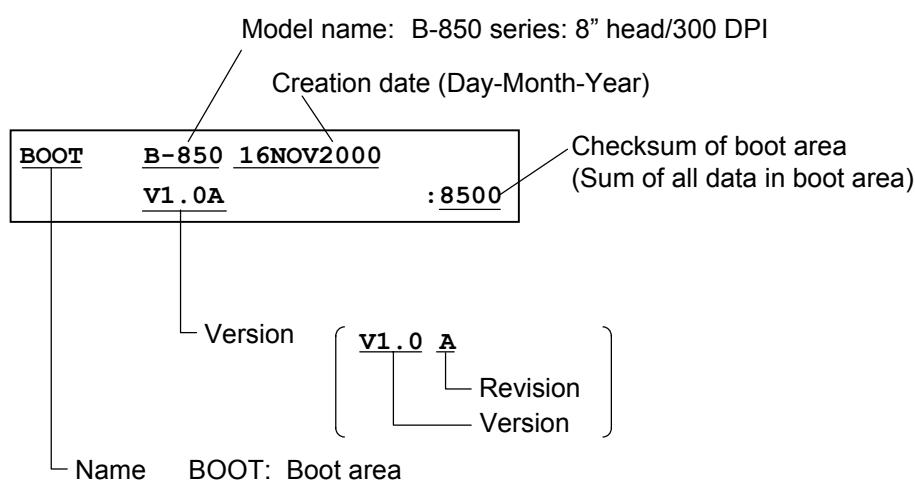 Model name: B-850 series: 8” head/300 DPI
Creation date (Day-Month-Year)
BOOT B-850 16NOV2000
V1.0A :8500
Checksum of boot area
(Sum of all data in boot area)
Version
V1.0 A
Revision
Version
Name BOOT: Boot area